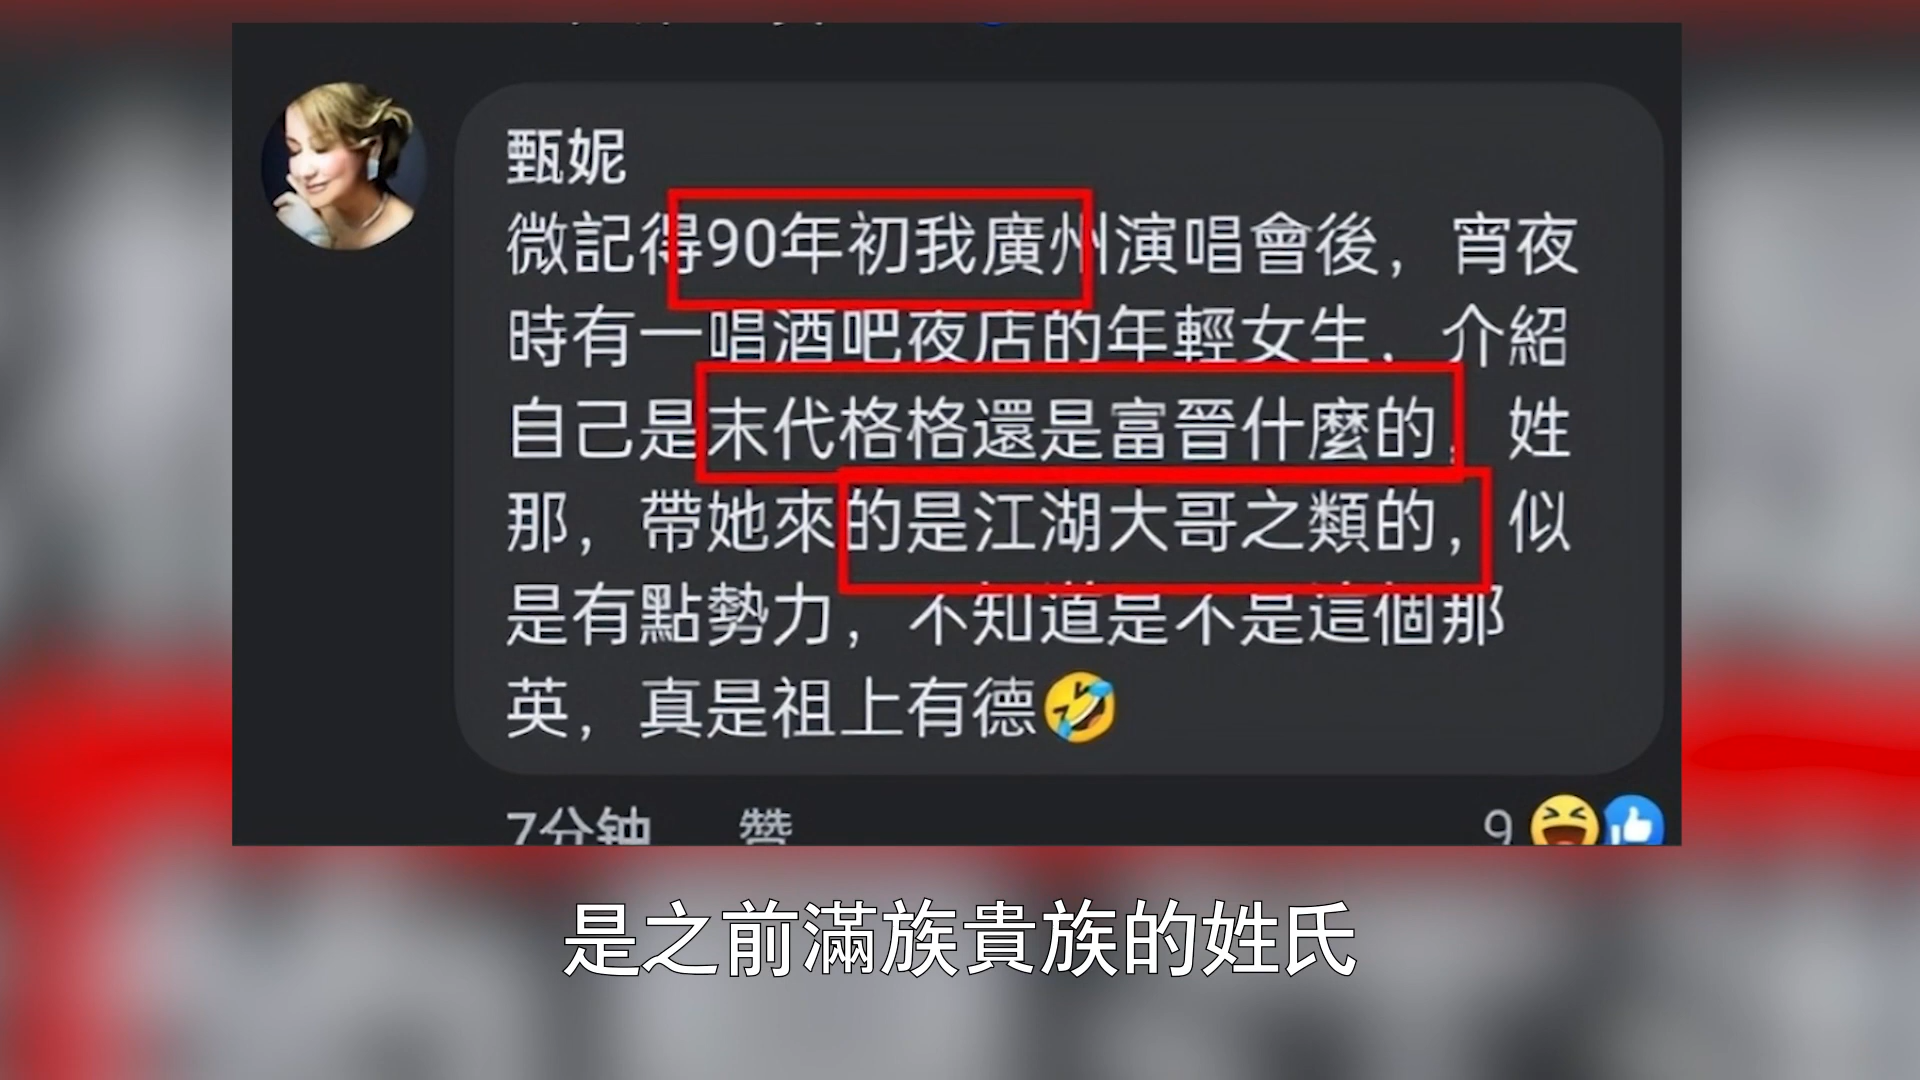 甄妮
微記得90年初我廣州演唱會後，宵夜
時有一唱酒吧夜店的年輕女生，介紹
自己是末代格格還是富晉什麼的，姓
那，帶她來的是江湖大哥之類的，似
是有點勢力，不知道是不是這個那
英，真是祖上有德🤣
7分钟 赞
9
是之前滿族貴族的姓氏